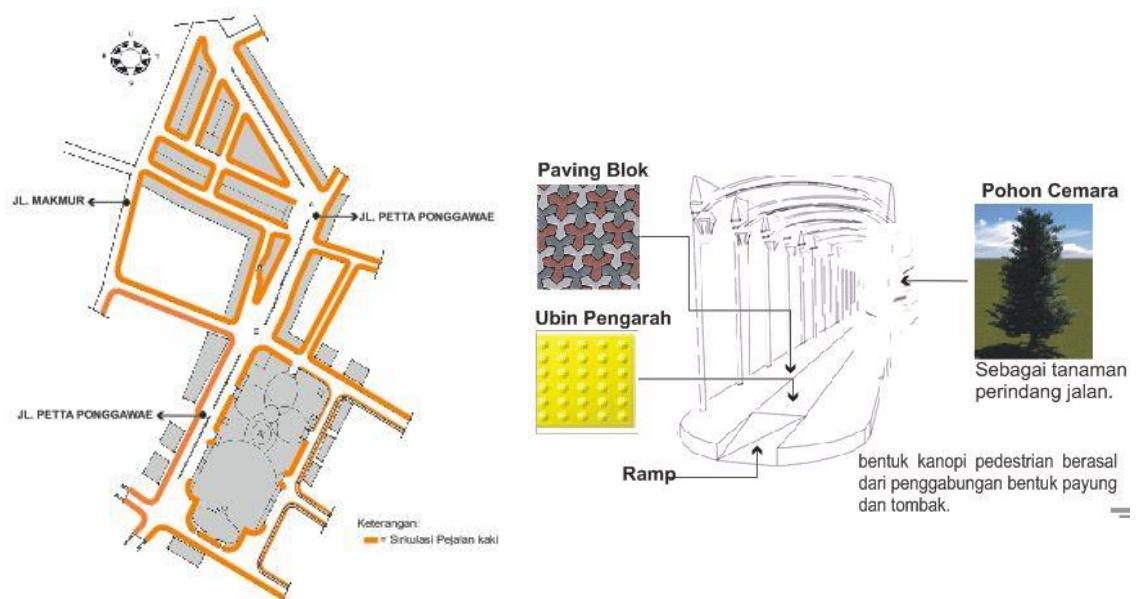 U
JL. MAKMUR
JL. PETTA PONGGAWAE
JL. PETTA PONGGAWAE
Keterangan:
= Sirkulasi Pejalan kaki
Paving Blok
Ubin Pengarah
Ramp
Pohon Cemara
Sebagai tanaman
perindang jalan.
bentuk kanopi pedestrian berasal
dari penggabungan bentuk payung
dan tombak.